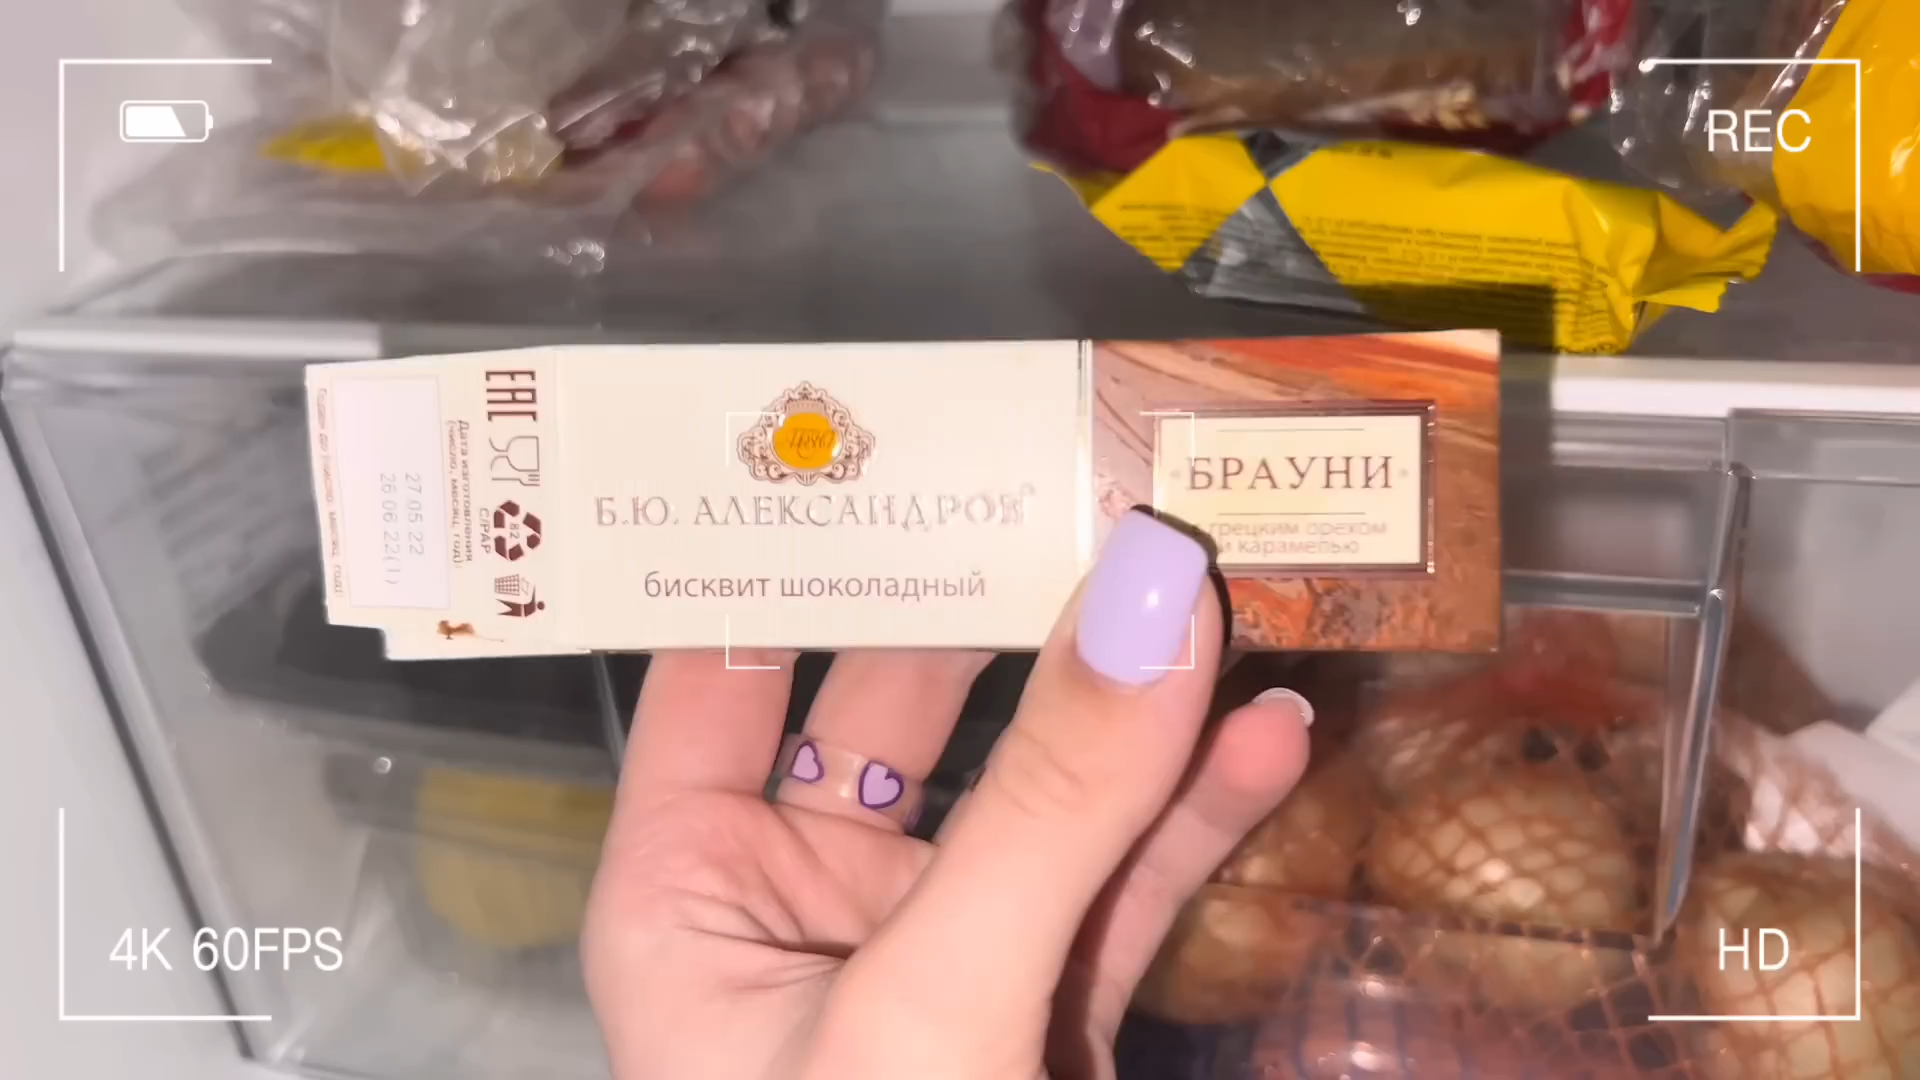 REC
EAC
Дата изготовления
(число, месяц, год):
27.05.22
26 06 22(1)
82
C/PAP
Б.Ю. АЛЕКСАНДРОВ
бисквит шоколадный
БРАУНИ
грецким орехом
и карамелью
4K 60FPS
HD